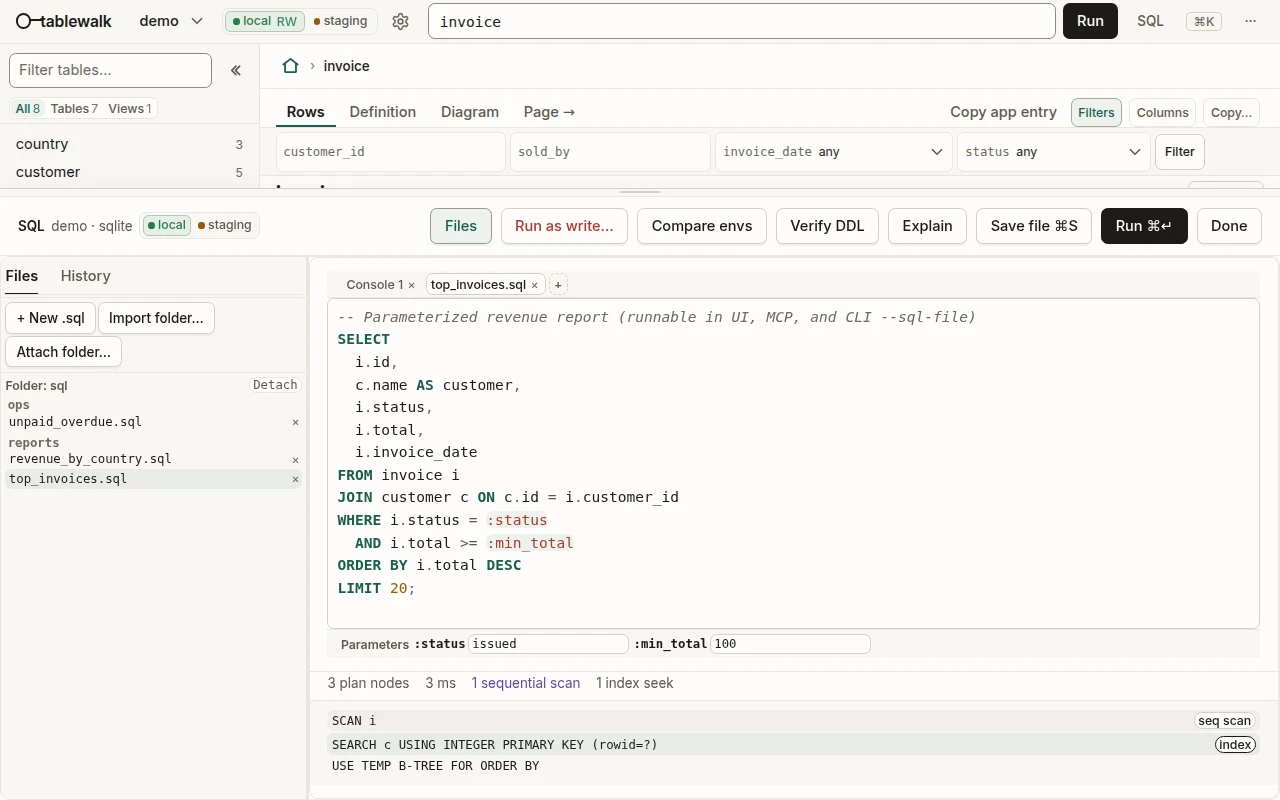 tablewalk demo local RW staging invoice Run SQL ⌘K ···
Filter tables... « › invoice
All 8 Tables 7 Views 1 Rows Definition Diagram Page → Copy app entry Filters Columns Copy...
country 3 customer_id sold_by invoice_date any status any Filter
customer 5
SQL demo · sqlite local staging Files Run as write... Compare envs Verify DDL Explain Save file ⌘S Run ⌘↵ Done
Files History
+ New .sql Import folder...
Attach folder...
Folder: sql Detach
ops
unpaid_overdue.sql ×
reports
revenue_by_country.sql ×
top_invoices.sql ×
Console 1 × top_invoices.sql × +
-- Parameterized revenue report (runnable in UI, MCP, and CLI --sql-file)
SELECT
i.id,
c.name AS customer,
i.status,
i.total,
i.invoice_date
FROM invoice i
JOIN customer c ON c.id = i.customer_id
WHERE i.status = :status
AND i.total >= :min_total
ORDER BY i.total DESC
LIMIT 20;
Parameters :status issued :min_total 100
3 plan nodes 3 ms 1 sequential scan 1 index seek
SCAN i seq scan
SEARCH c USING INTEGER PRIMARY KEY (rowid=?) index
USE TEMP B-TREE FOR ORDER BY